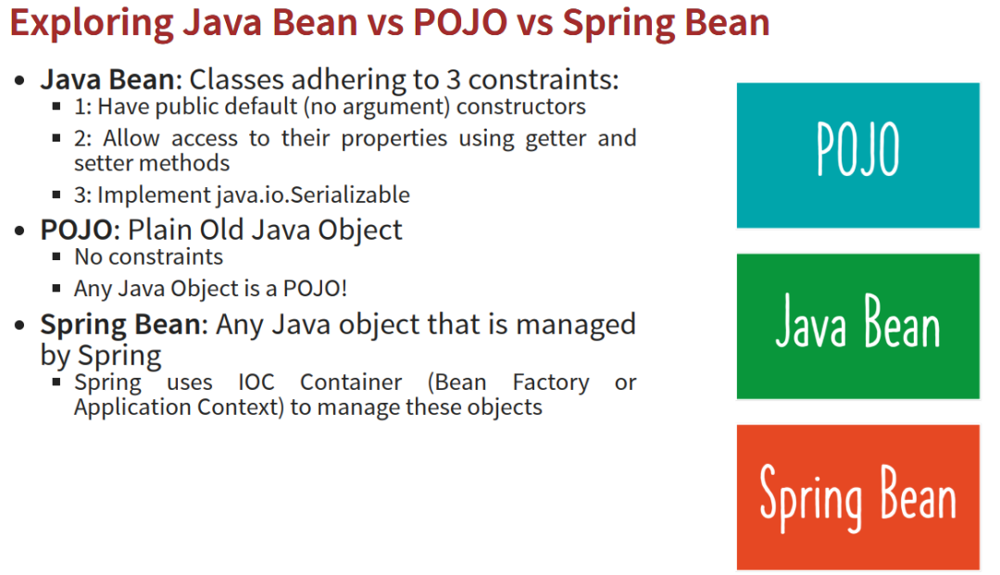 Exploring Java Bean vs POJO vs Spring Bean
• Java Bean: Classes adhering to 3 constraints:
▪ 1: Have public default (no argument) constructors
▪ 2: Allow access to their properties using getter and
setter methods
▪ 3: Implement java.io.Serializable
• POJO: Plain Old Java Object
▪ No constraints
▪ Any Java Object is a POJO!
• Spring Bean: Any Java object that is managed
by Spring
▪ Spring uses IOC Container (Bean Factory or
Application Context) to manage these objects
POJO
Java Bean
Spring Bean